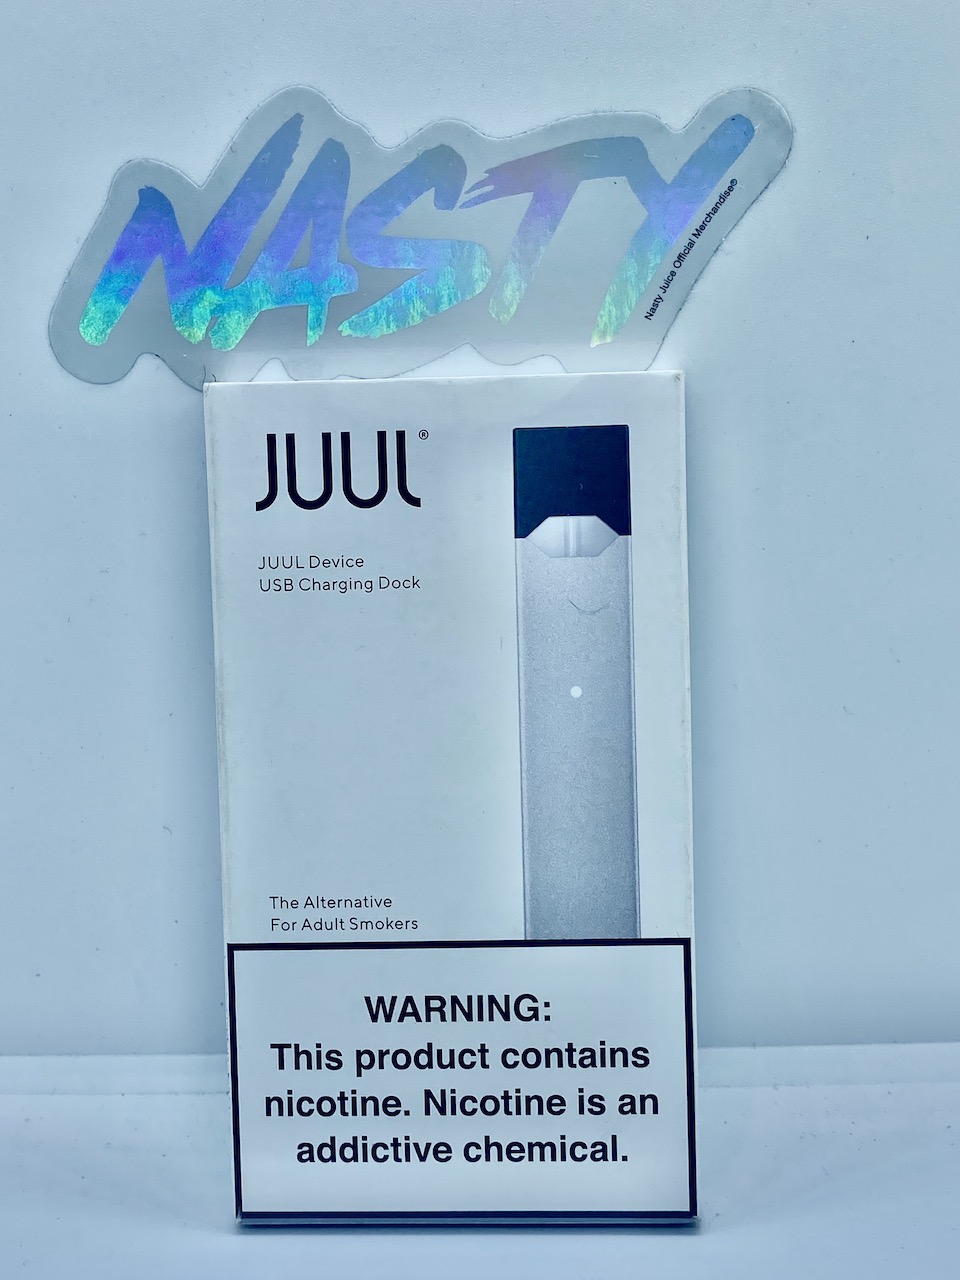 NASTY
Nasty Juice Official Merchandise®
JUUL®
JUUL Device
USB Charging Dock
The Alternative
For Adult Smokers
WARNING:
This product contains
nicotine. Nicotine is an
addictive chemical.